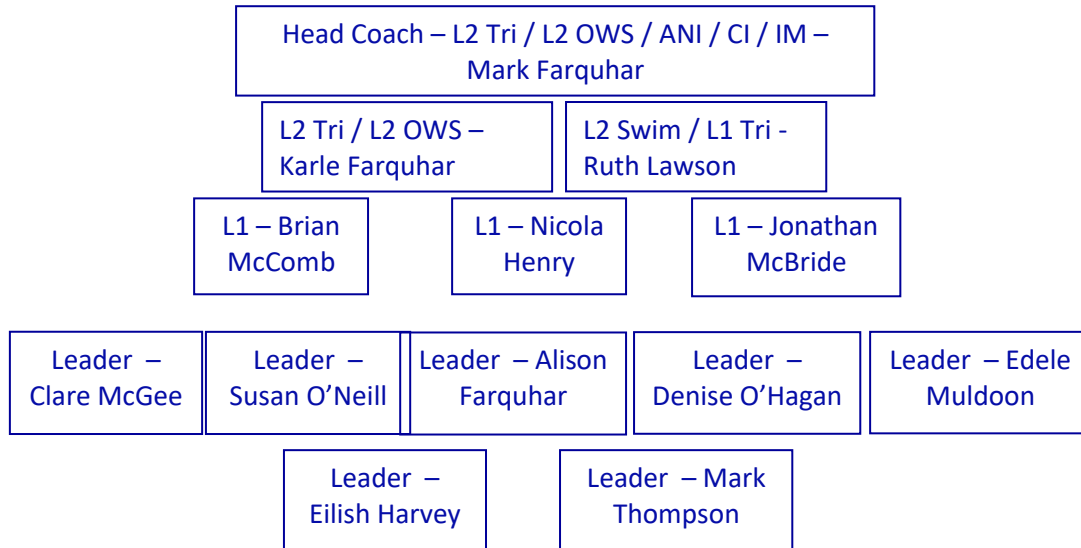 Head Coach – L2 Tri / L2 OWS / ANI / CI / IM –
Mark Farquhar
L2 Tri / L2 OWS –
Karle Farquhar
L2 Swim / L1 Tri -
Ruth Lawson
L1 – Brian
McComb
L1 – Nicola
Henry
L1 – Jonathan
McBride
Leader –
Clare McGee
Leader –
Susan O’Neill
Leader – Alison
Farquhar
Leader –
Denise O’Hagan
Leader – Edele
Muldoon
Leader –
Eilish Harvey
Leader – Mark
Thompson